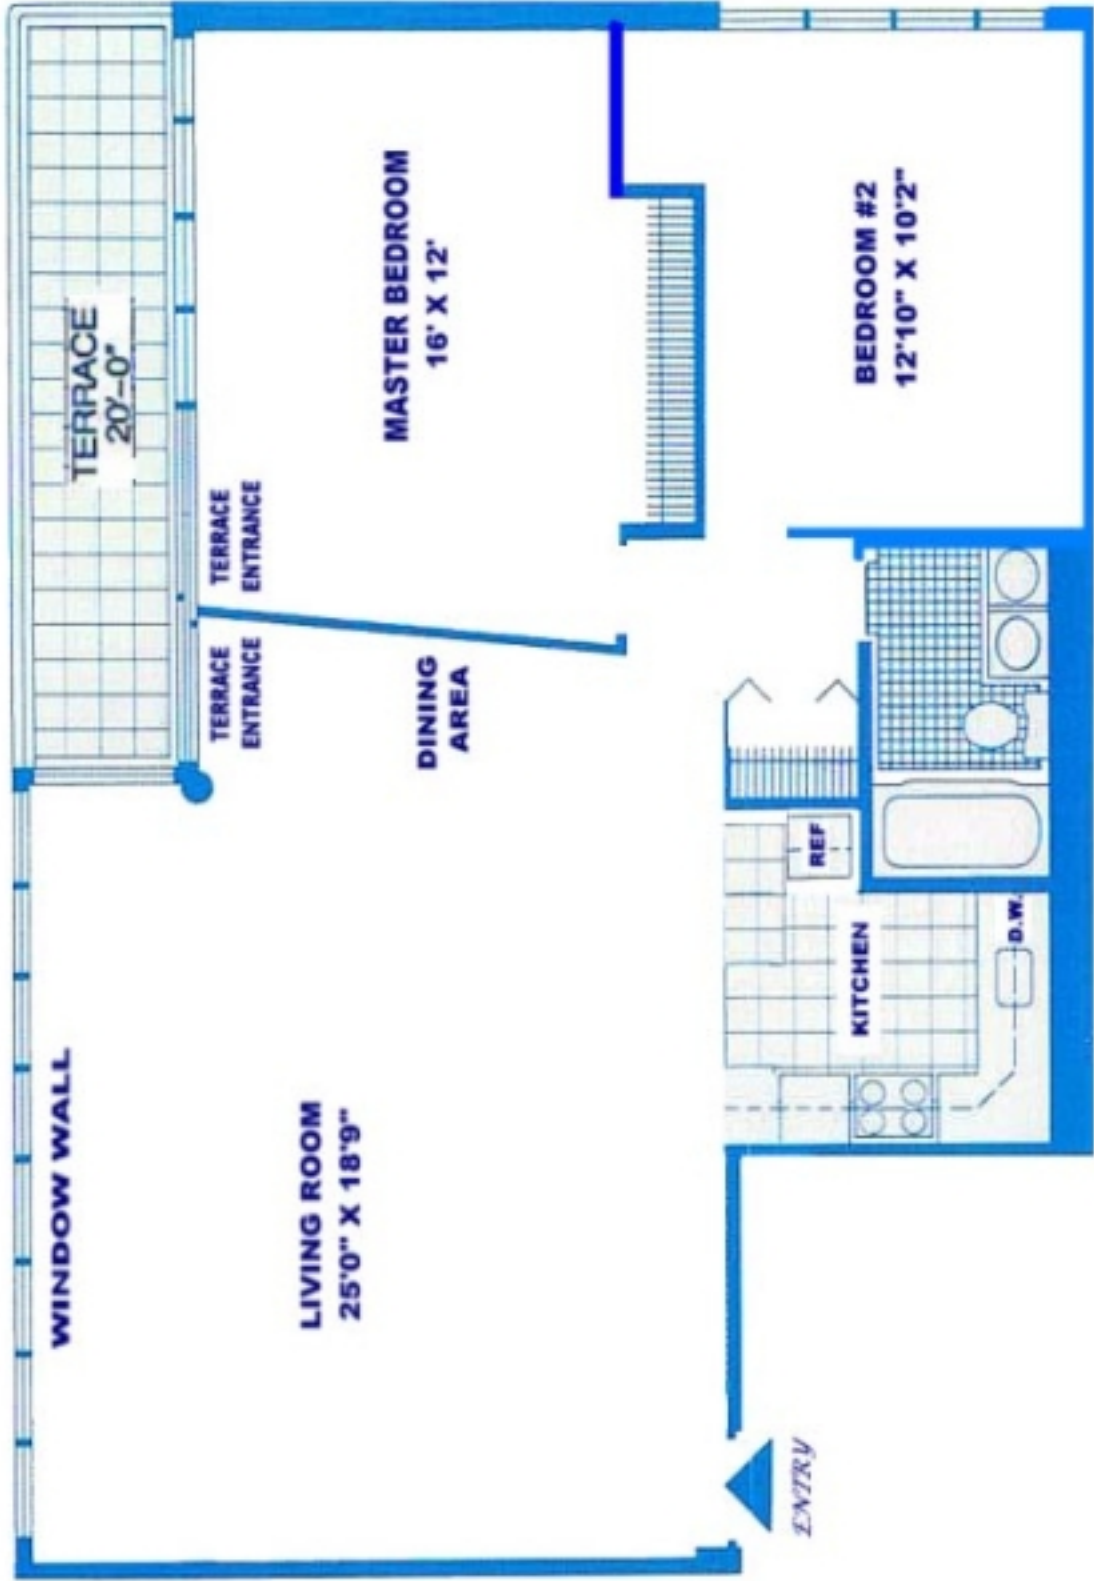 TERRACE
20'-0"
MASTER BEDROOM
16' X 12'
BEDROOM #2
12'10" X 10'2"
TERRACE
ENTRANCE
TERRACE
ENTRANCE
DINING
AREA
REF
KITCHEN
D.W.
WINDOW WALL
LIVING ROOM
25'0" X 18'9"
ENTRY